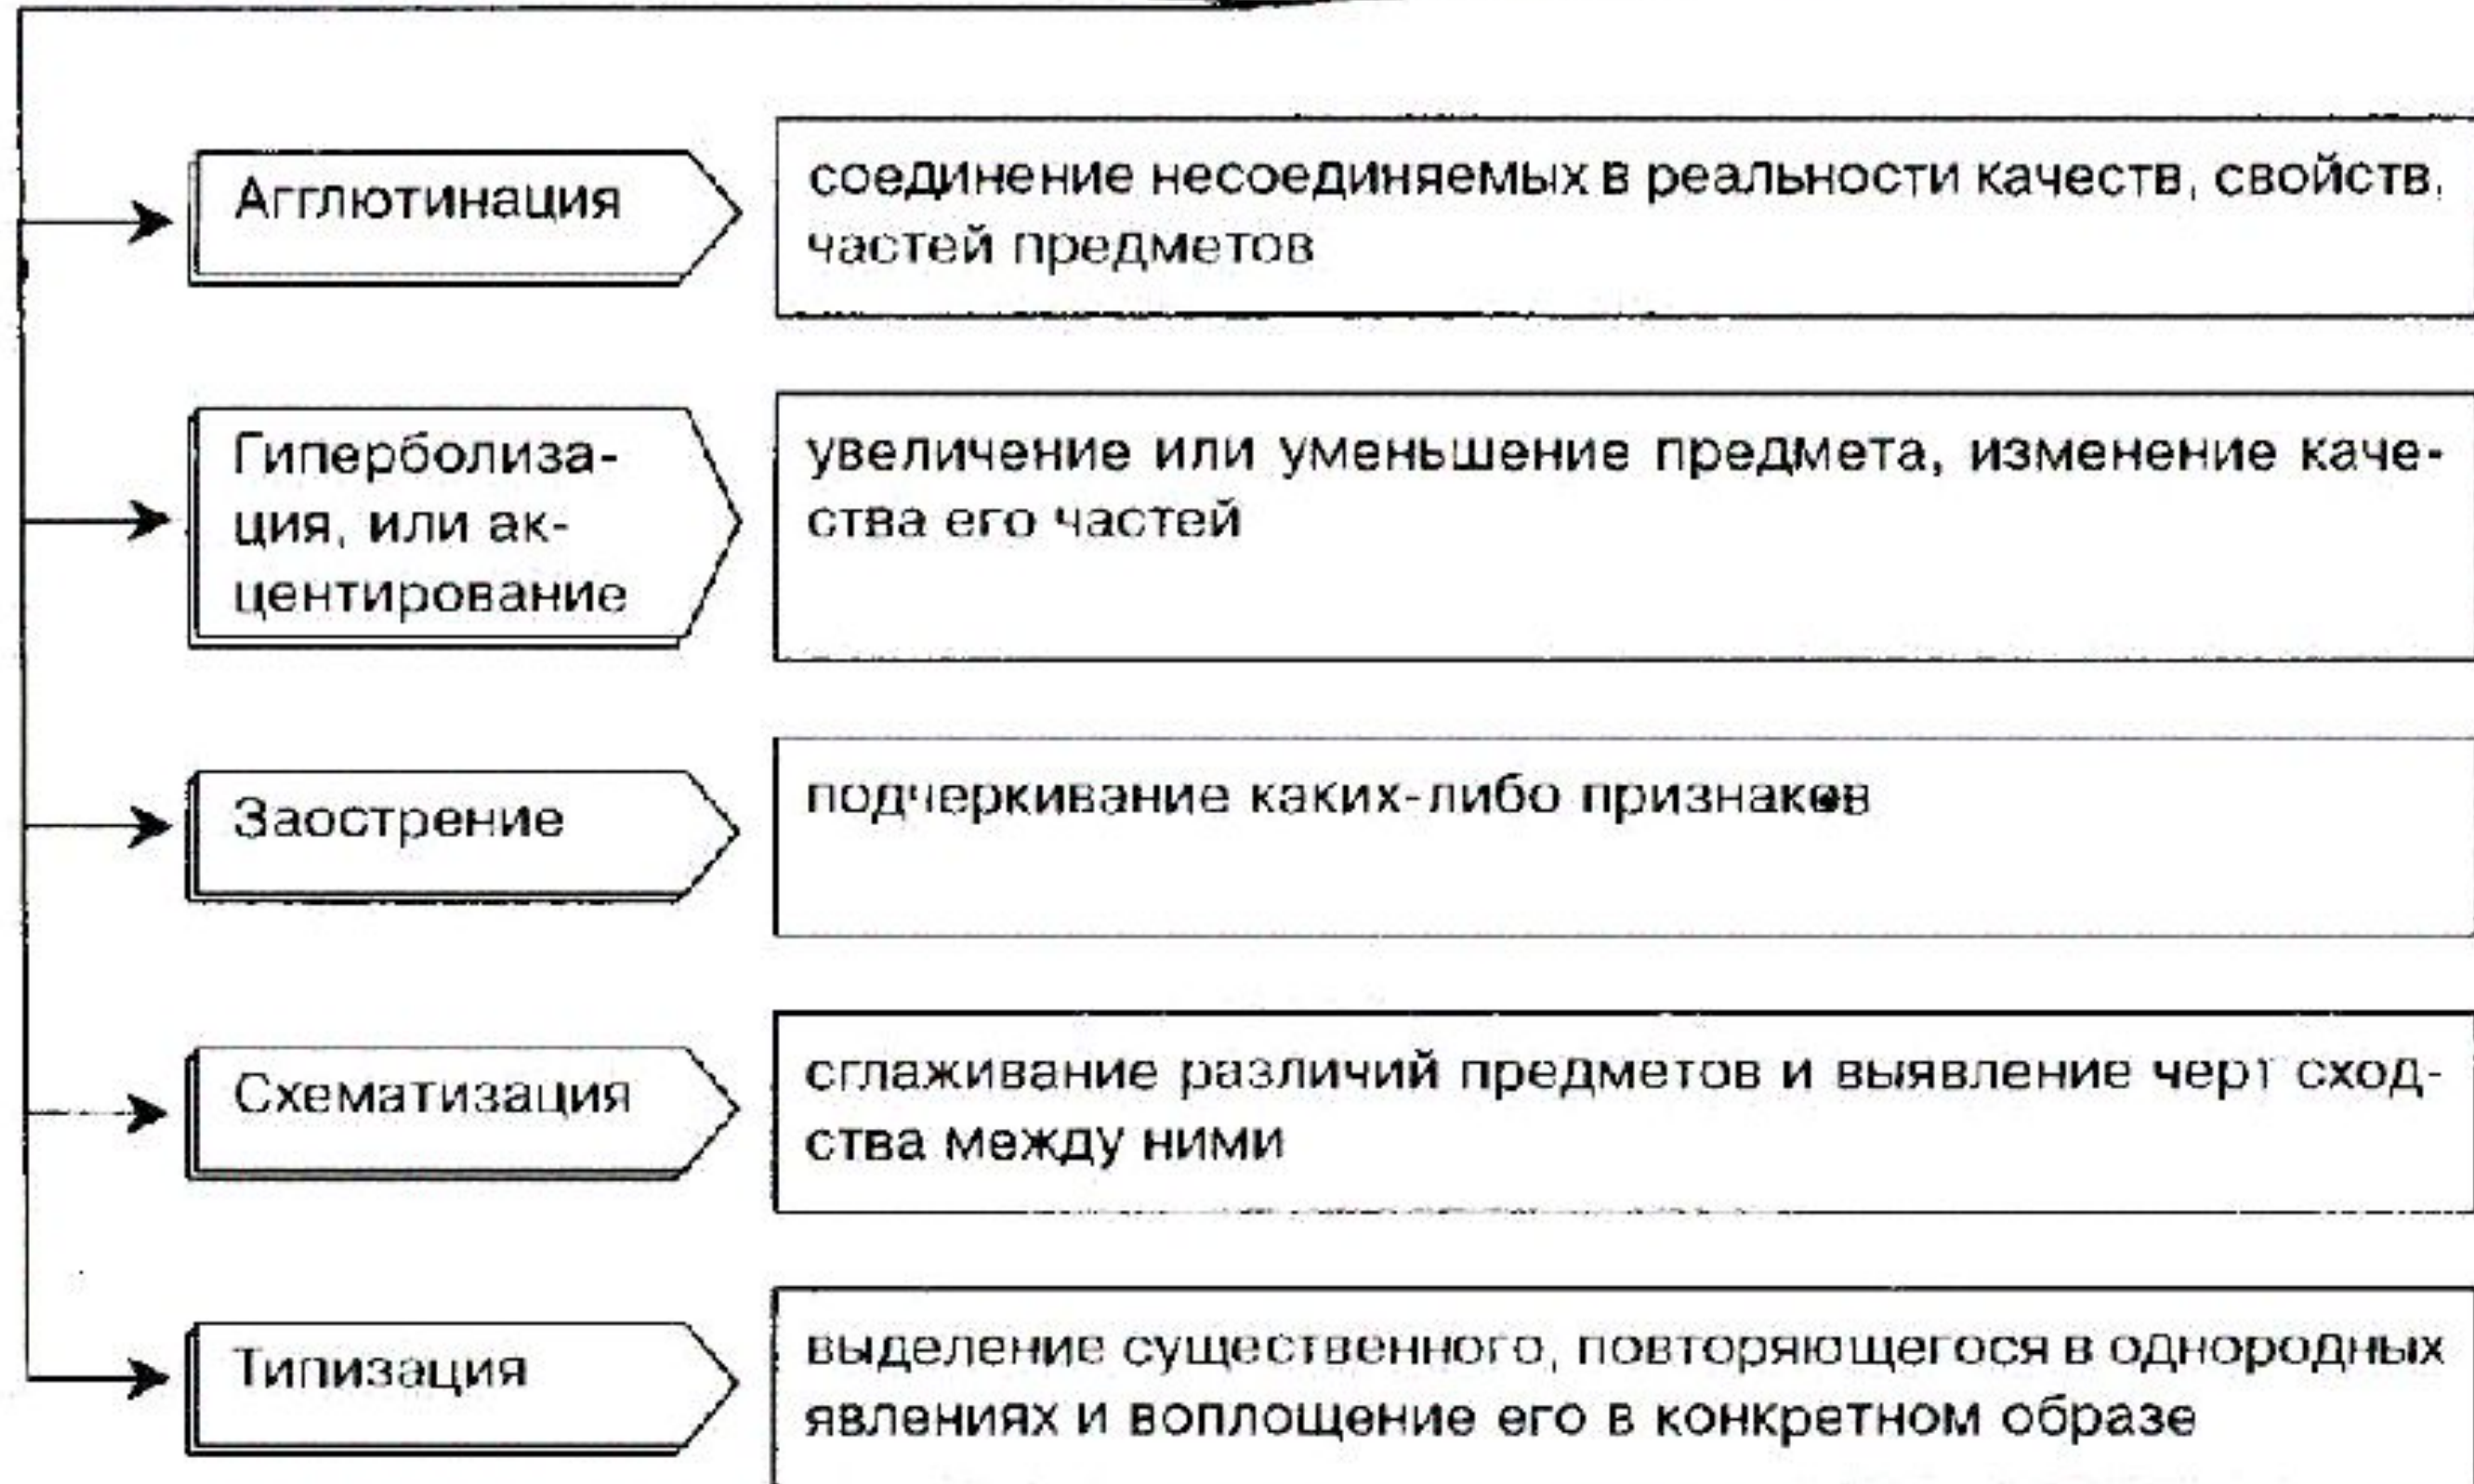 Агглютинация
соединение несоединяемых в реальности качеств, свойств,
частей предметов
Гиперболиза-
ция, или ак-
центирование
увеличение или уменьшение предмета, изменение каче-
ства его частей
Заострение
подчеркивание каких-либо признаков
Схематизация
сглаживание различий предметов и выявление черт сход-
ства между ними
Типизация
выделение существенного, повторяющегося в однородных
явлениях и воплощение его в конкретном образе